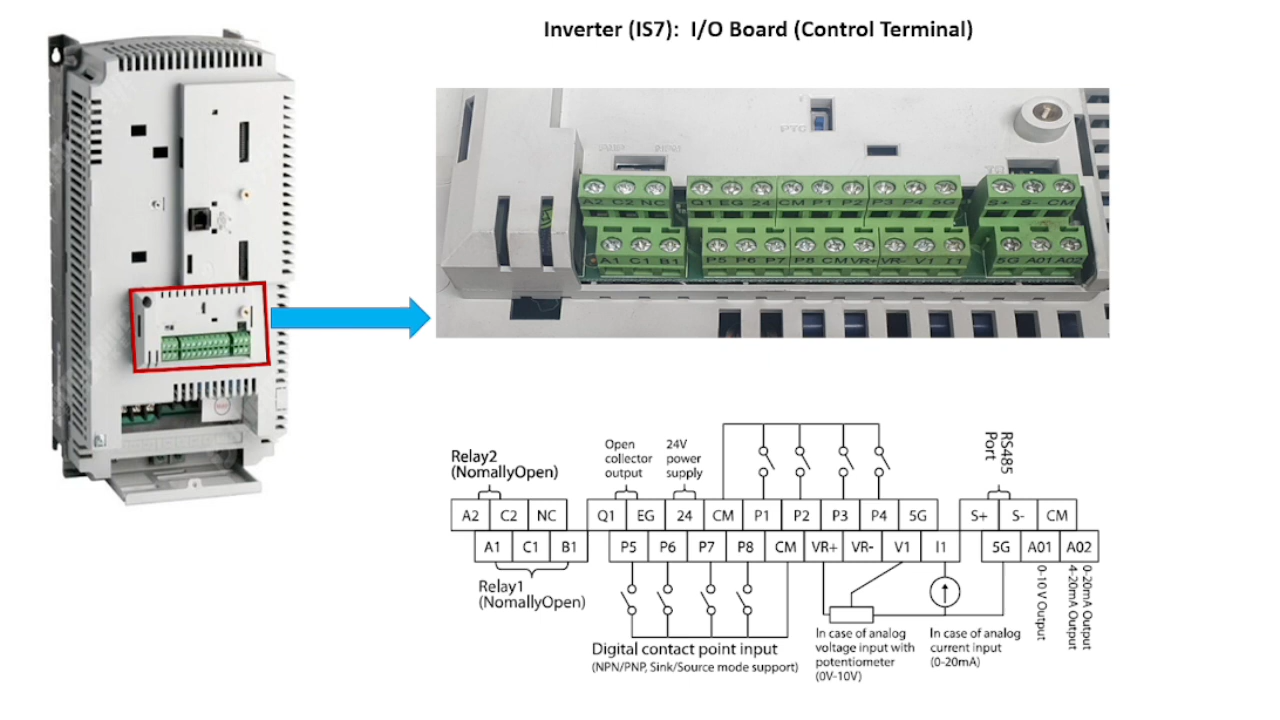 Inverter (IS7): I/O Board (Control Terminal)
PTC
A2 C2 NC Q1 EG 24 CM P1 P2 P3 P4 5G S+ S- CM
A1 C1 B1 P5 P6 P7 P8 CM VR+ VR- V1 I1 5G A01 A02
Relay2
(NomallyOpen)
Open
collector
output
24V
power
supply
RS485
Port
A2 C2 NC Q1 EG 24 CM P1 P2 P3 P4 5G S+ S- CM
A1 C1 B1 P5 P6 P7 P8 CM VR+ VR- V1 I1 5G A01 A02
Relay1
(NomallyOpen)
Digital contact point input
(NPN/PNP, Sink/Source mode support)
In case of analog
voltage input with
potentiometer
(0V-10V)
In case of analog
current input
(0-20mA)
0-10 V Output
0-20mA Output
4-20mA Output